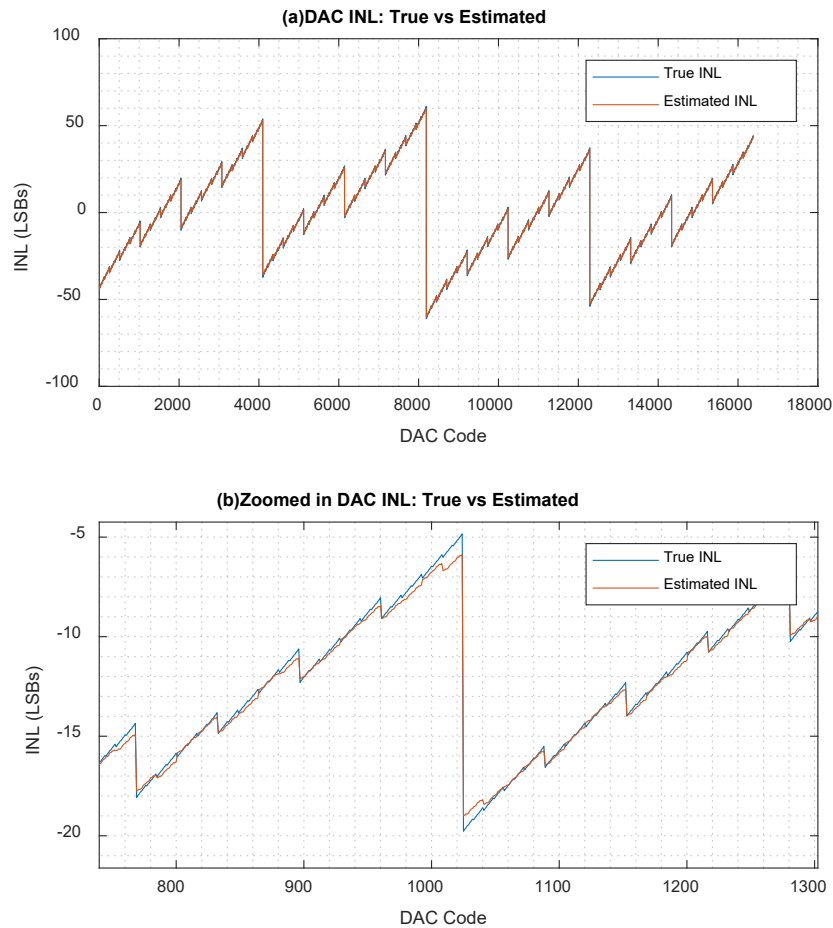 (a)DAC INL: True vs Estimated
100
50
0
-50
-100
INL (LSBs)
True INL
Estimated INL
0 2000 4000 6000 8000 10000 12000 14000 16000 18000
DAC Code
(b)Zoomed in DAC INL: True vs Estimated
-5
-10
-15
-20
INL (LSBs)
True INL
Estimated INL
800 900 1000 1100 1200 1300
DAC Code